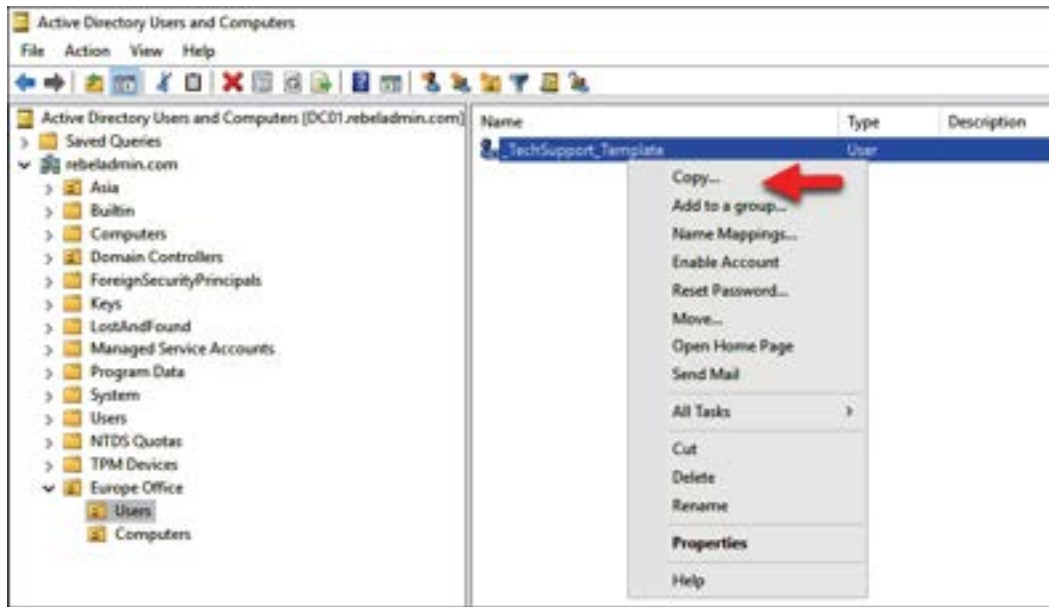 Active Directory Users and Computers
File Action View Help
Active Directory Users and Computers [DC01.rebeladmin.com]
Saved Queries
rebeladmin.com
Asia
Builtin
Computers
Domain Controllers
ForeignSecurityPrincipals
Keys
LostAndFound
Managed Service Accounts
Program Data
System
Users
NTDS Quotas
TPM Devices
Europe Office
Users
Computers
Name Type Description
_TechSupport_Template User
Copy...
Add to a group...
Name Mappings...
Enable Account
Reset Password...
Move...
Open Home Page
Send Mail
All Tasks
Cut
Delete
Rename
Properties
Help